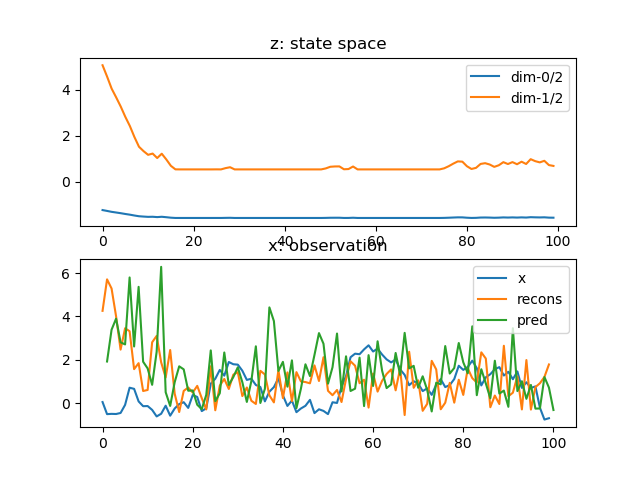 z: state space
dim-0/2
dim-1/2
4
2
0
0 20 40 60 80 100
x: observation
x
recons
pred
6
4
2
0
0 20 40 60 80 100